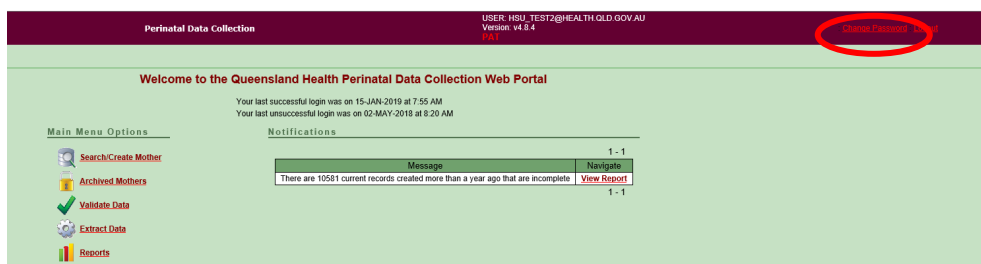 Perinatal Data Collection
USER: HSU_TEST2@HEALTH.QLD.GOV.AU
Version: v4.8.4
PAT
Change Password Logout
Welcome to the Queensland Health Perinatal Data Collection Web Portal
Your last successful login was on 15-JAN-2019 at 7:55 AM
Your last unsuccessful login was on 02-MAY-2018 at 8:20 AM
Main Menu Options
Notifications
Search/Create Mother
Archived Mothers
Validate Data
Extract Data
Reports
1 - 1
Message Navigate
There are 10581 current records created more than a year ago that are incomplete View Report
1 - 1